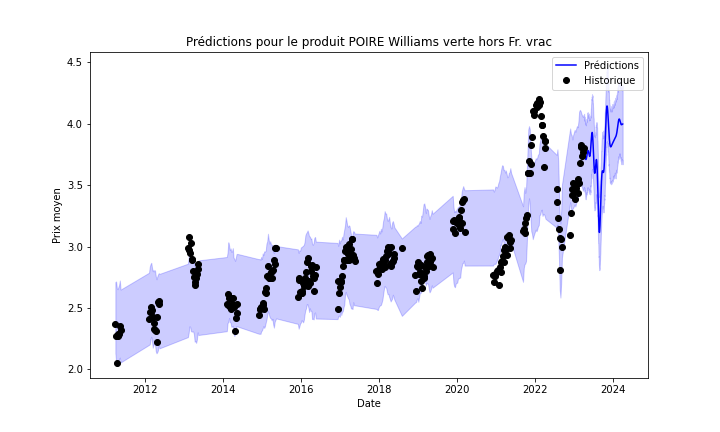 Prédictions pour le produit POIRE Williams verte hors Fr. vrac
Prédictions
Historique
4.5
4.0
3.5
3.0
2.5
2.0
Prix moyen
2012 2014 2016 2018 2020 2022 2024
Date